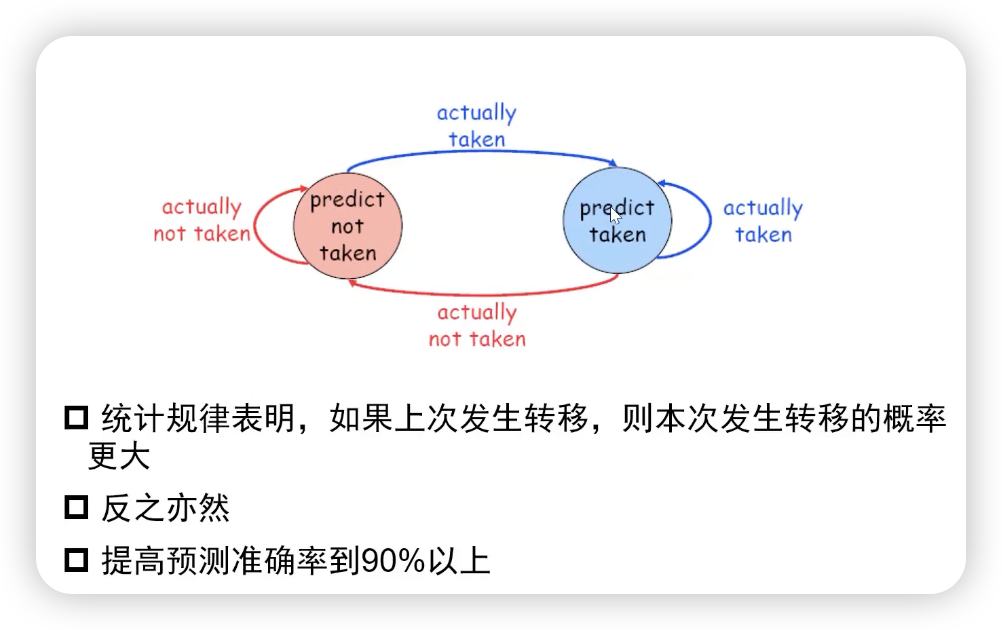 actually
taken
actually
not taken
predict
not
taken
predict
taken
actually
taken
actually
not taken
统计规律表明，如果上次发生转移，则本次发生转移的概率
更大
反之亦然
提高预测准确率到90%以上